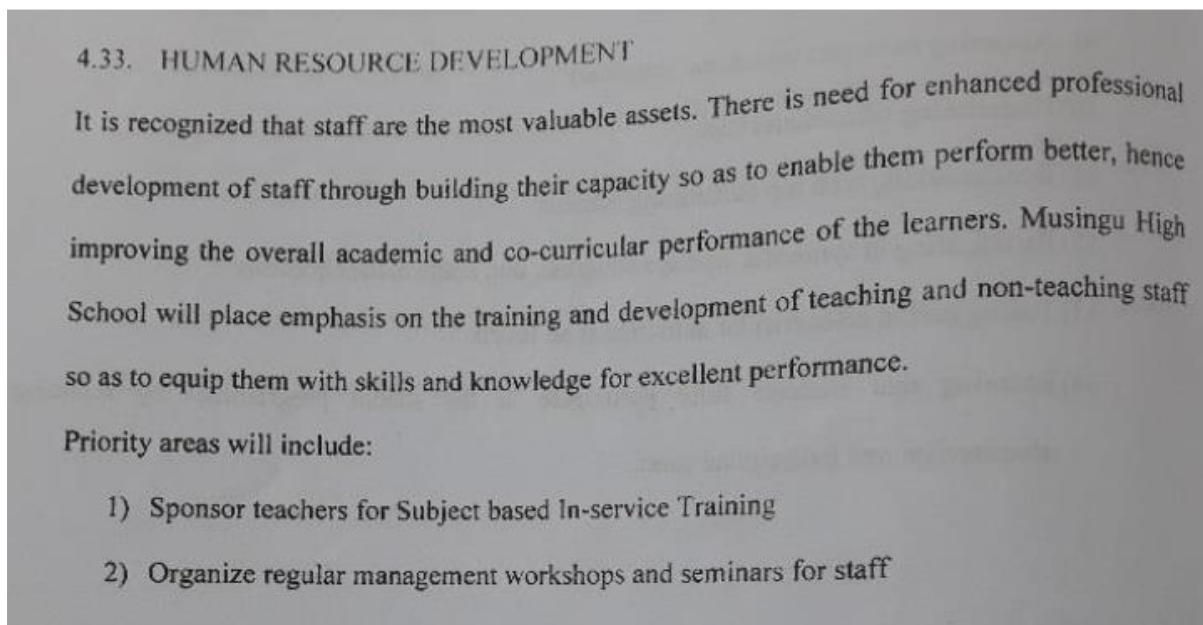 4.33. HUMAN RESOURCE DEVELOPMENT
It is recognized that staff are the most valuable assets. There is need for enhanced professional
development of staff through building their capacity so as to enable them perform better, hence
improving the overall academic and co-curricular performance of the learners. Musingu High
School will place emphasis on the training and development of teaching and non-teaching staff
so as to equip them with skills and knowledge for excellent performance.
Priority areas will include:
1) Sponsor teachers for Subject based In-service Training
2) Organize regular management workshops and seminars for staff